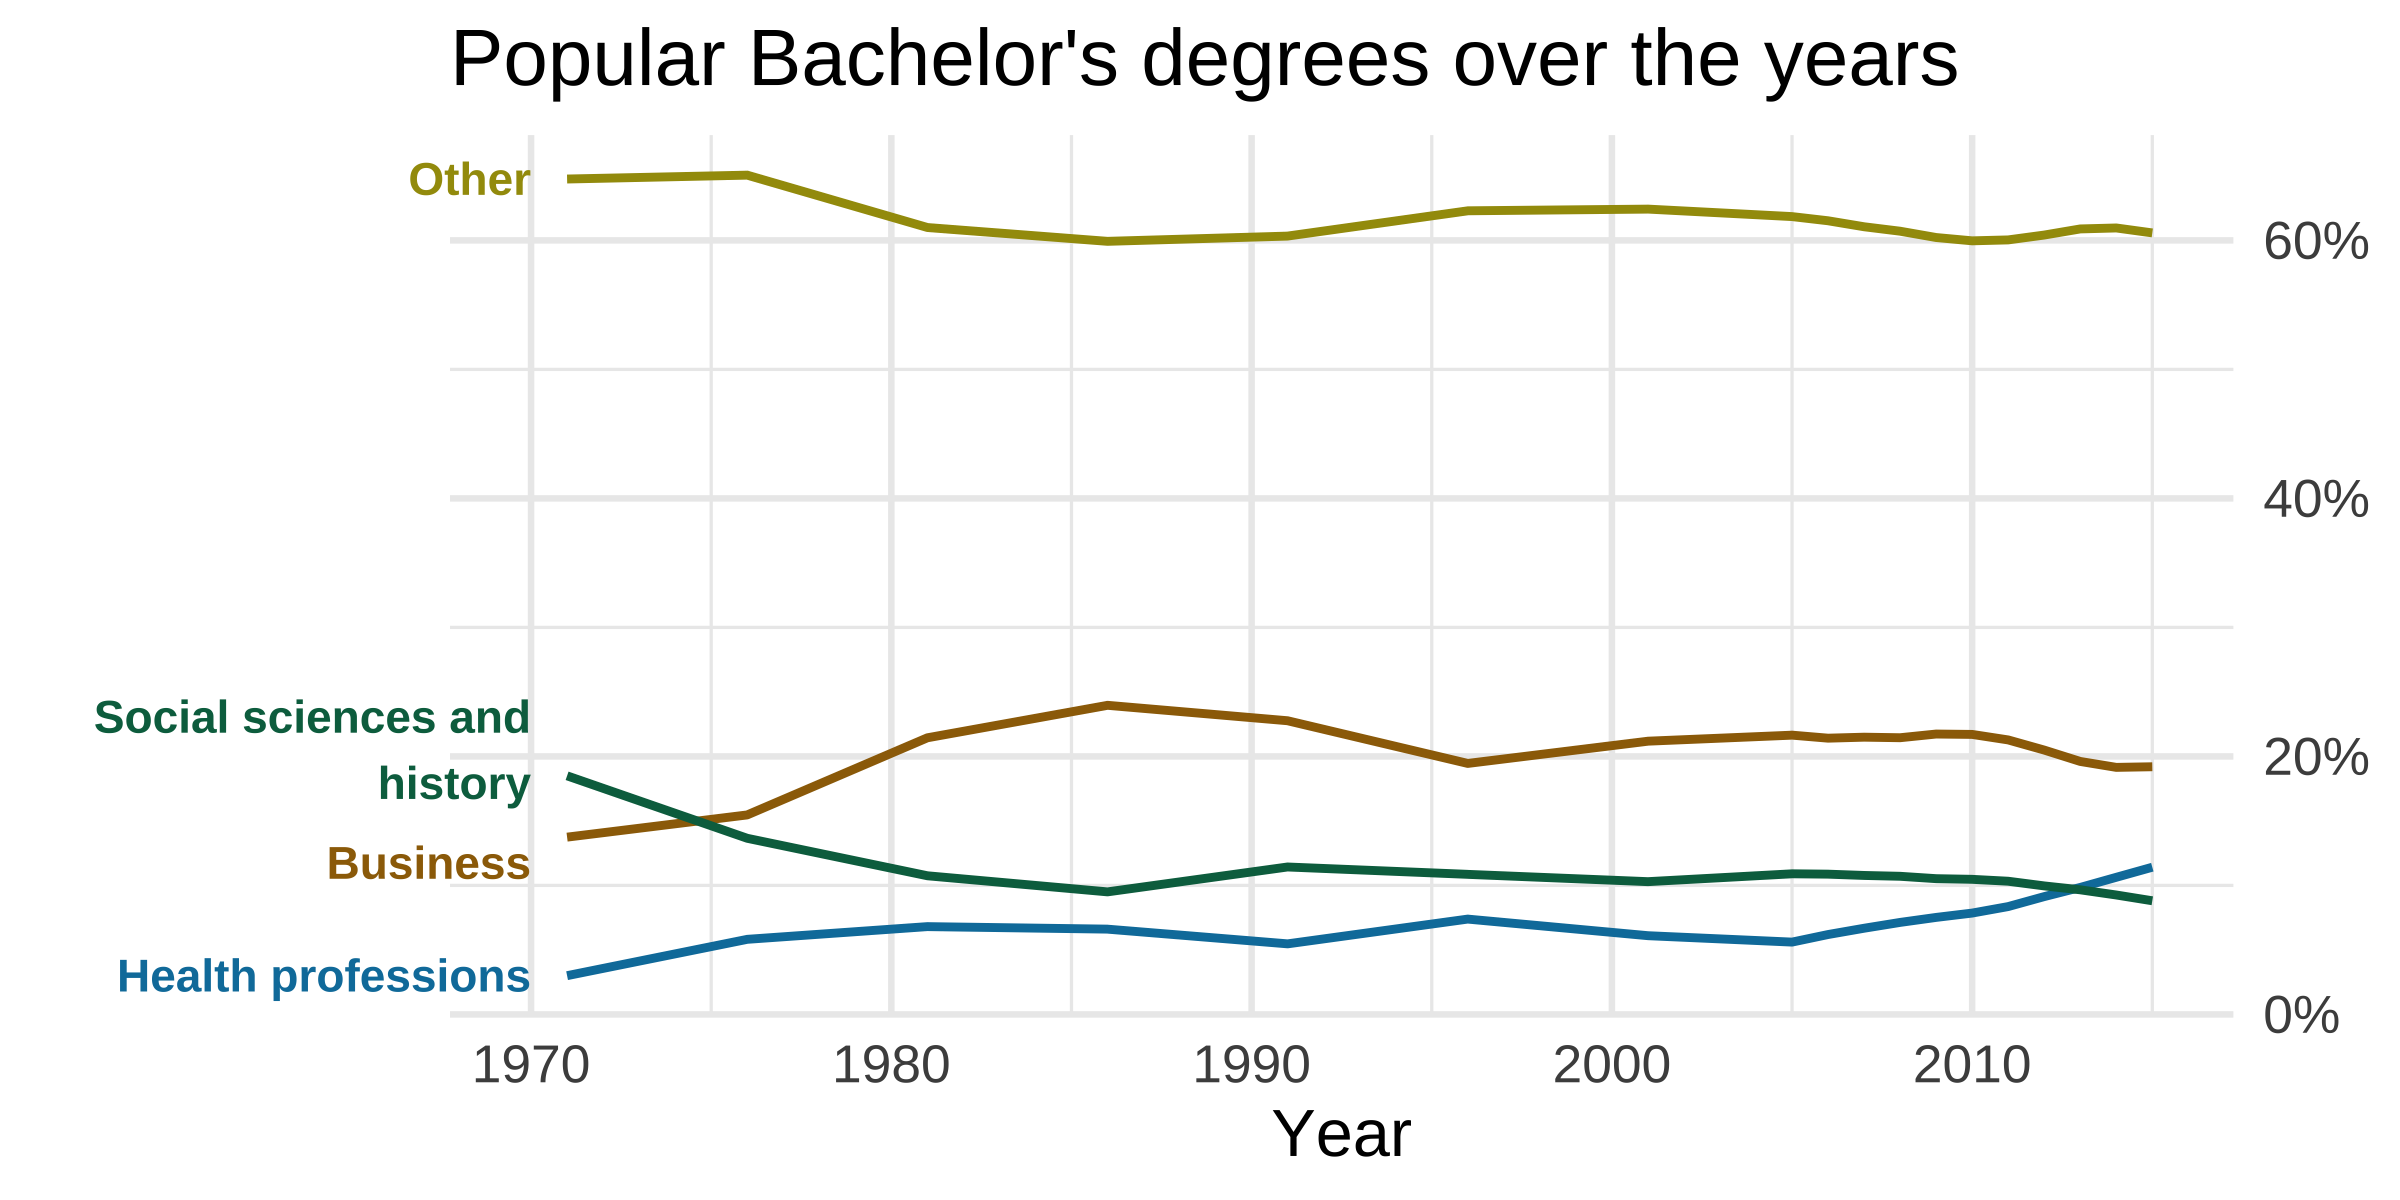 Popular Bachelor's degrees over the years
Other
Social sciences and
history
Business
Health professions
60%
40%
20%
0%
1970
1980
1990
2000
2010
Year